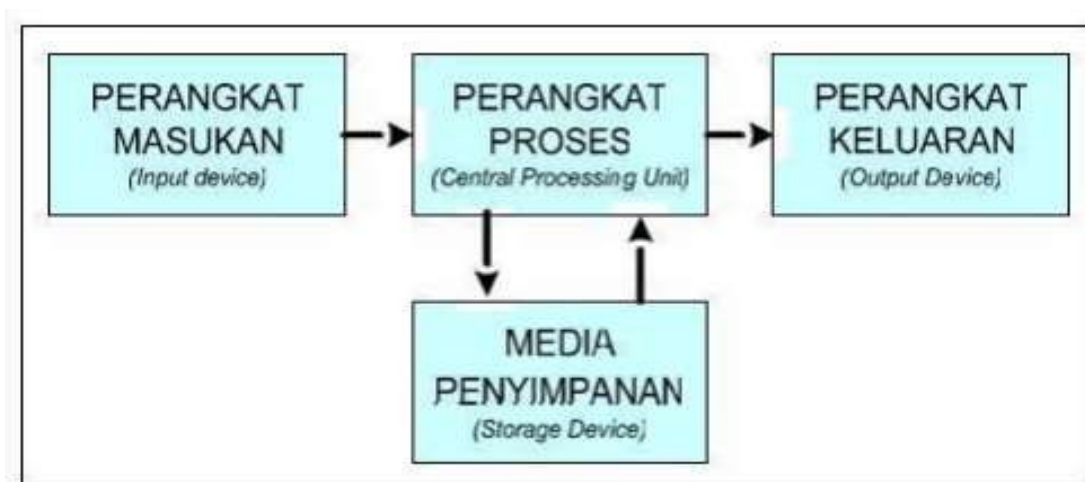 PERANGKAT
MASUKAN
(Input device)
PERANGKAT
PROSES
(Central Processing Unit)
PERANGKAT
KELUARAN
(Output Device)
MEDIA
PENYIMPANAN
(Storage Device)